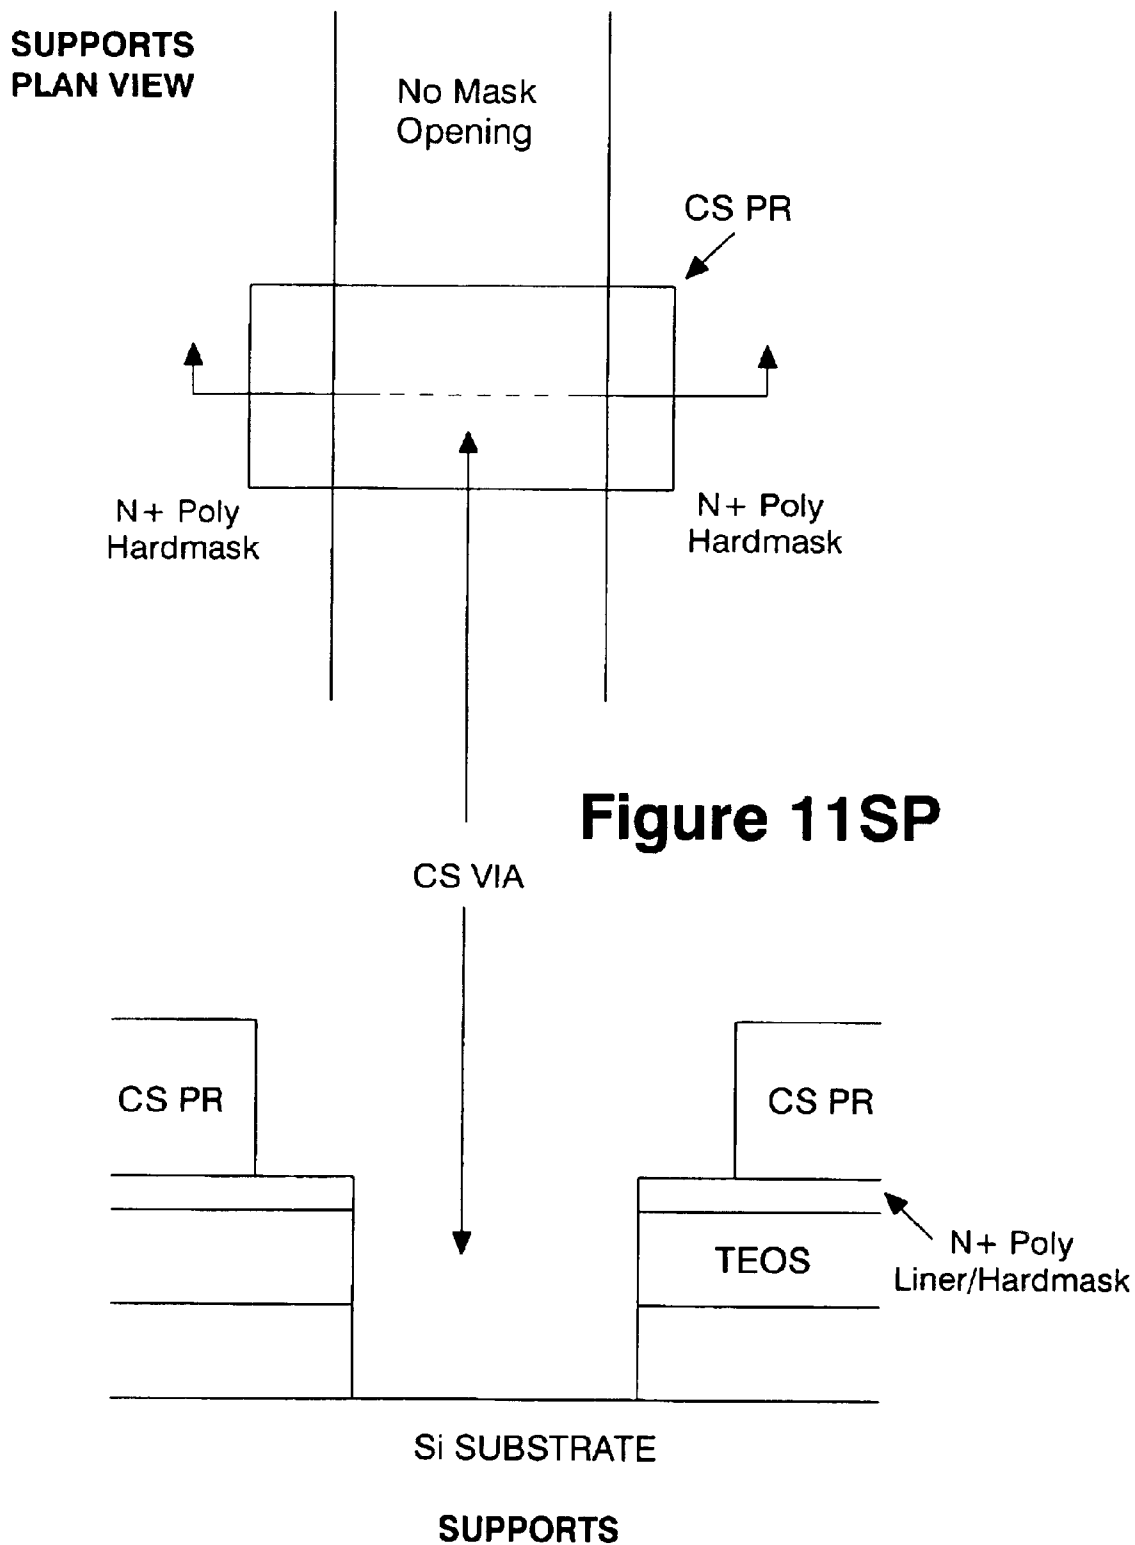 SUPPORTS
PLAN VIEW
No Mask
Opening
CS PR
N+ Poly
Hardmask
N+ Poly
Hardmask
Figure 11SP
CS VIA
CS PR
CS PR
TEOS
N+ Poly
Liner/Hardmask
Si SUBSTRATE
SUPPORTS